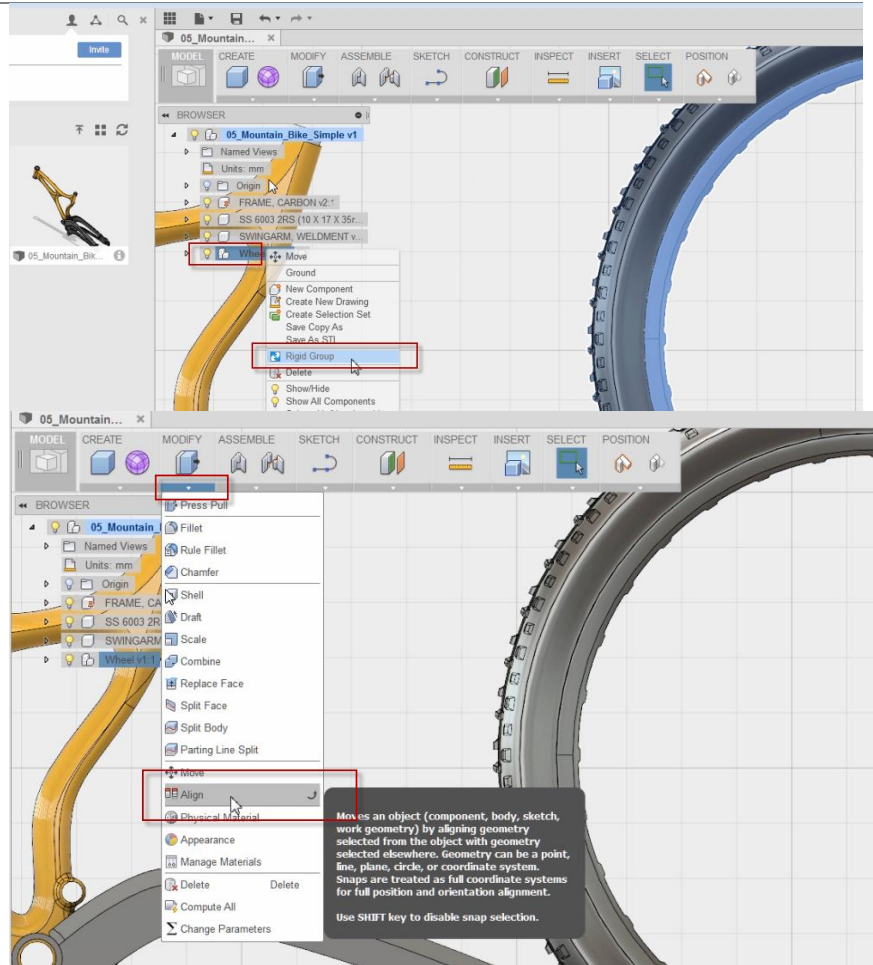 Invite
05_Mountain_Bik...
05_Mountain...
MODEL CREATE MODIFY ASSEMBLE SKETCH CONSTRUCT INSPECT INSERT SELECT POSITION
BROWSER
05_Mountain_Bike_Simple v1
Named Views
Units: mm
Origin
FRAME, CARBON v2:1
SS 6003 2RS (10 X 17 X 35r...
SWINGARM, WELDMENT v...
Whee
Move
Ground
New Component
Create New Drawing
Create Selection Set
Save Copy As
Save As STL
Rigid Group
Delete
Show/Hide
Show All Components
05_Mountain...
MODEL CREATE MODIFY ASSEMBLE SKETCH CONSTRUCT INSPECT INSERT SELECT POSITION
BROWSER
05_Mountain_
Named Views
Units: mm
Origin
FRAME, CA
SS 6003 2R
SWINGARM
Wheel v1:1
Press Pull
Fillet
Rule Fillet
Chamfer
Shell
Draft
Scale
Combine
Replace Face
Split Face
Split Body
Parting Line Split
Move
Align
Physical Material
Appearance
Manage Materials
Delete Delete
Compute All
Change Parameters
Moves an object (component, body, sketch,
work geometry) by aligning geometry
selected from the object with geometry
selected elsewhere. Geometry can be a point,
line, plane, circle, or coordinate system.
Snaps are treated as full coordinate systems
for full position and orientation alignment.
Use SHIFT key to disable snap selection.